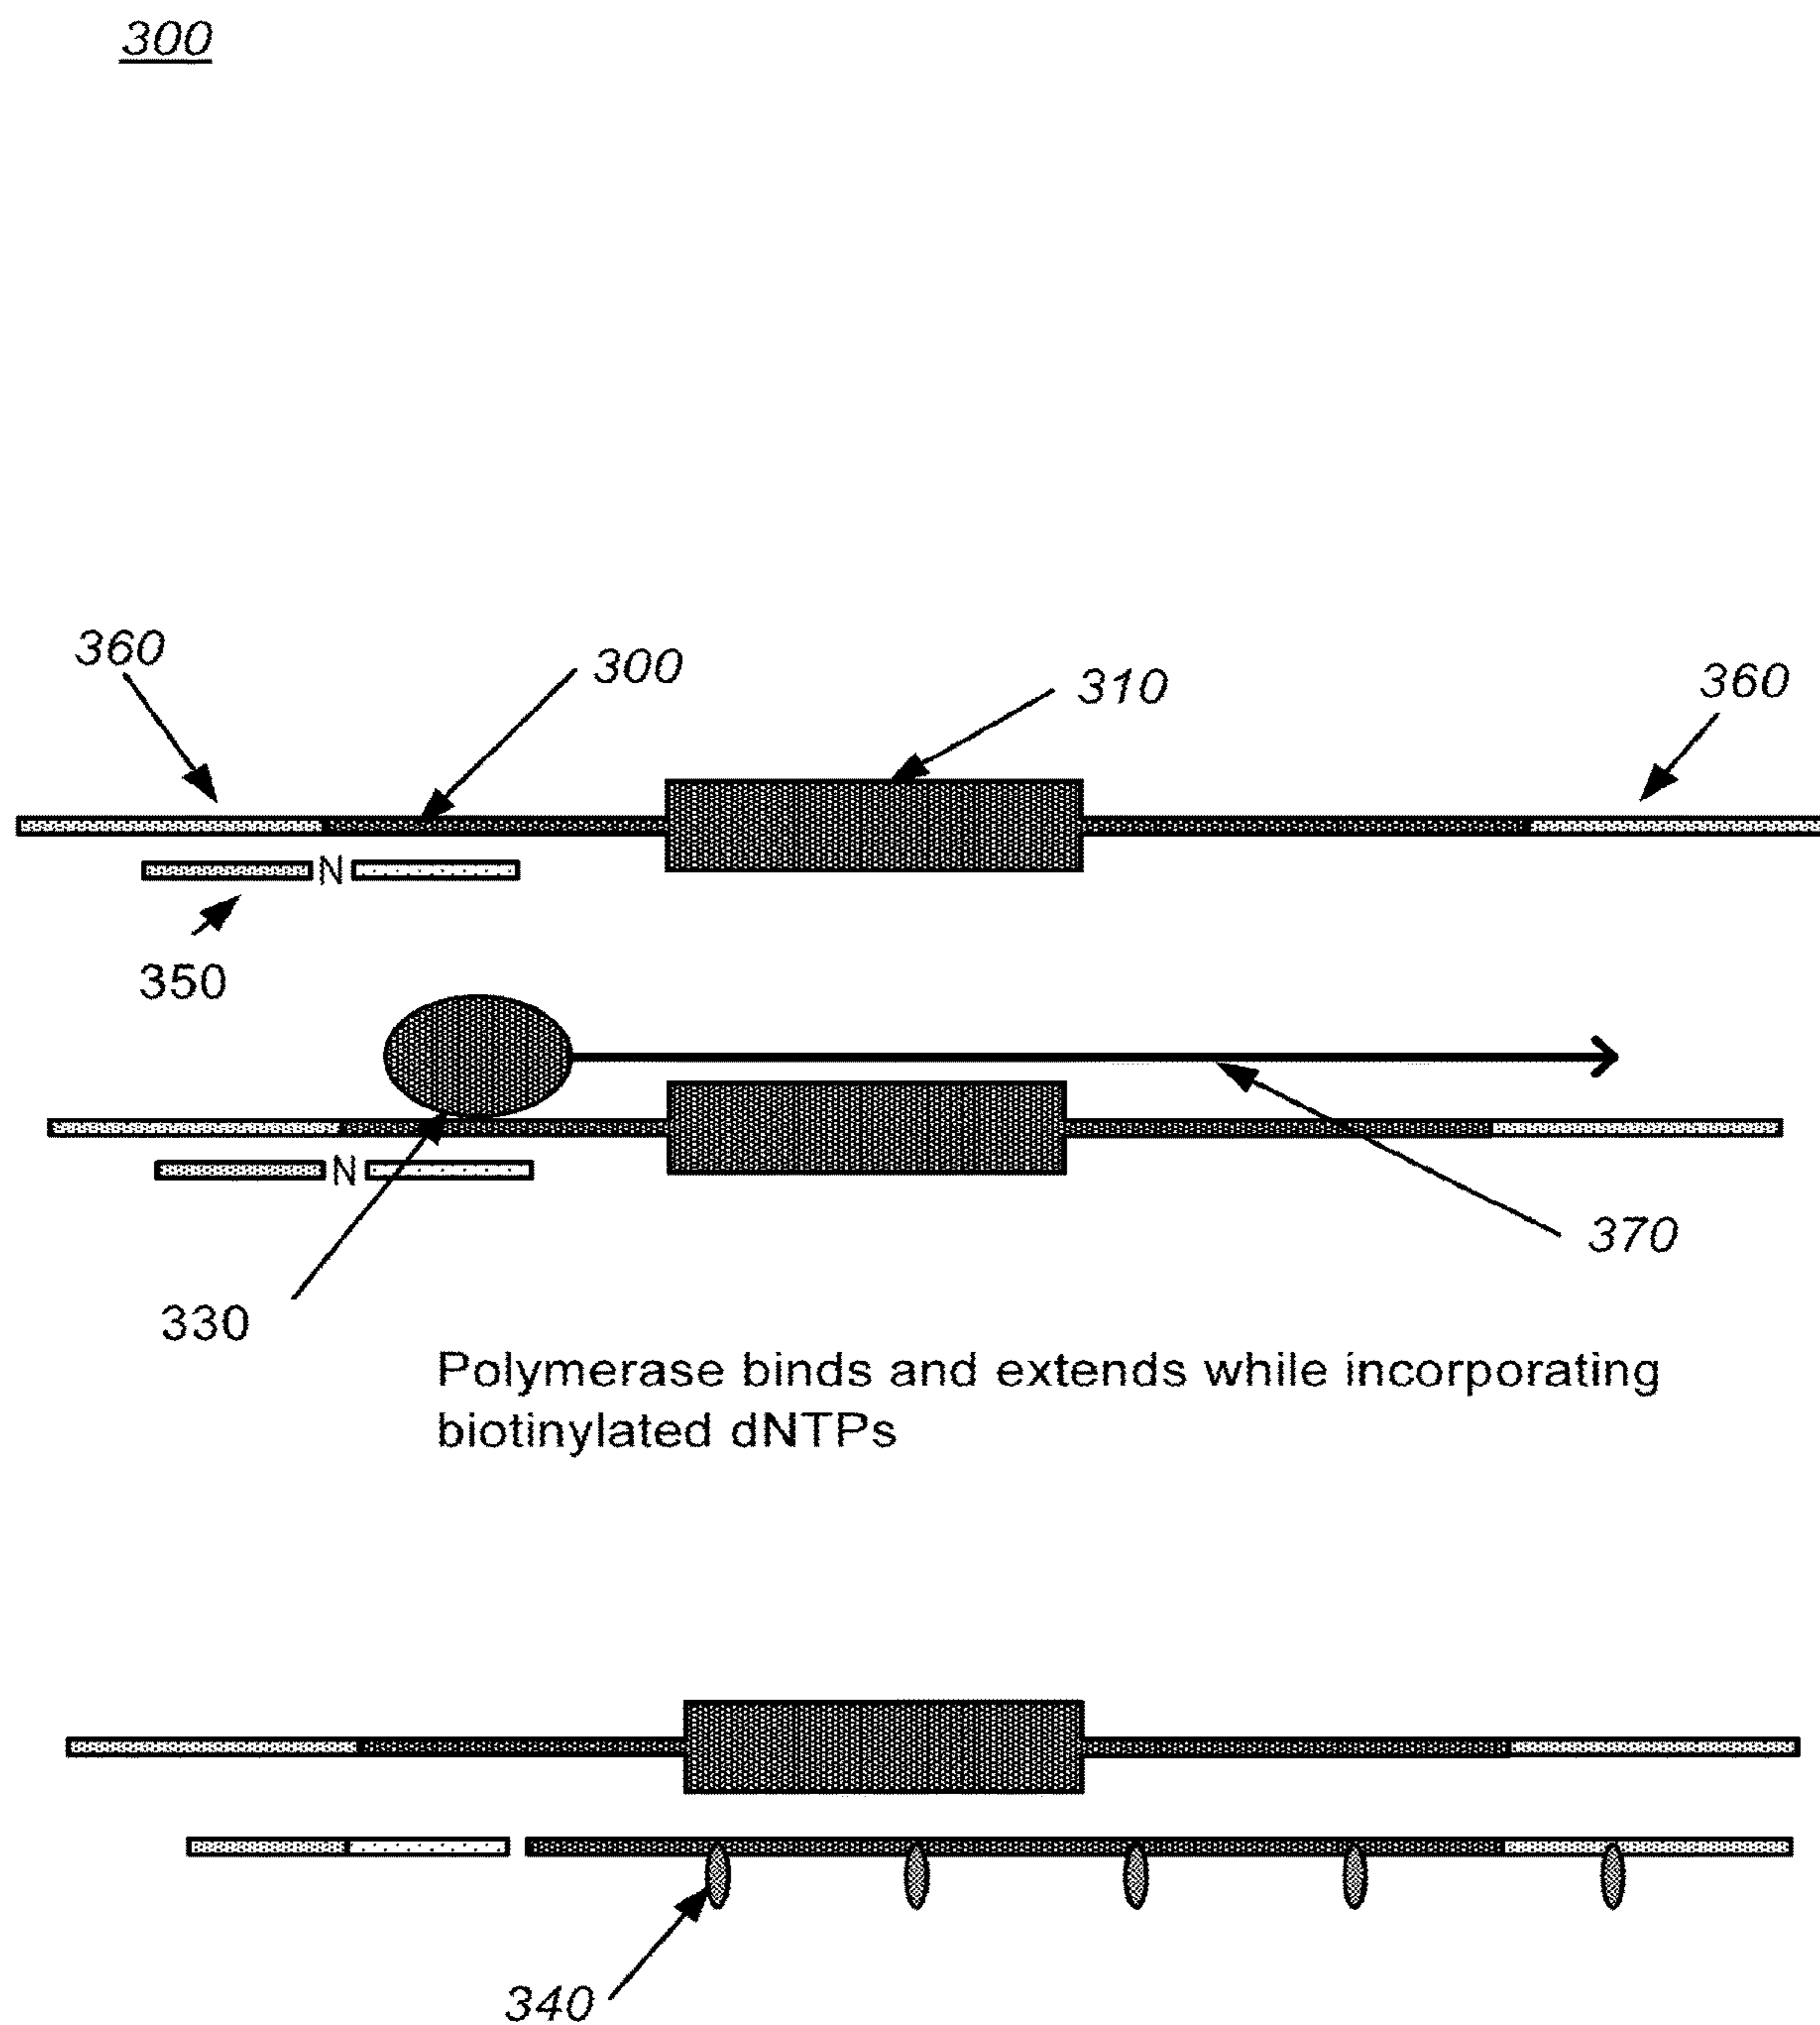 300
360
300
310
360
N
350
N
370
330
Polymerase binds and extends while incorporating
biotinylated dNTPs
340